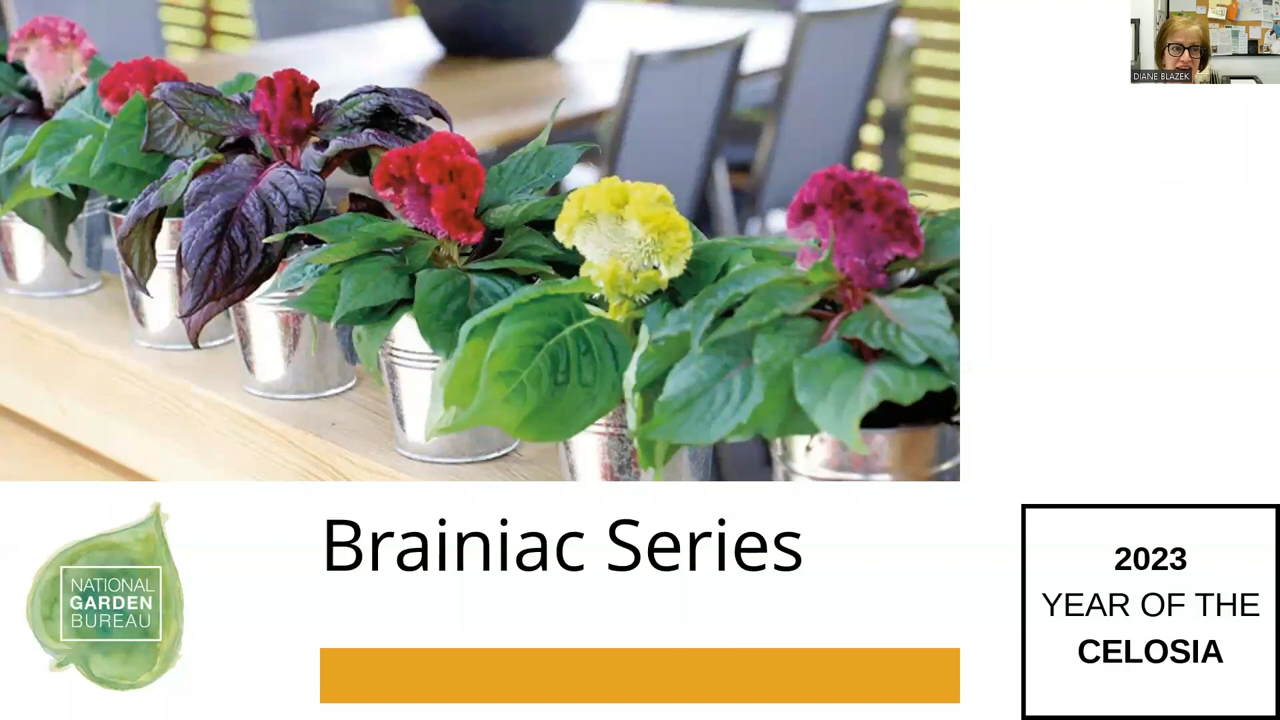 DIANE BLAZEK
Brainiac Series
NATIONAL
GARDEN
BUREAU
2023
YEAR OF THE
CELOSIA